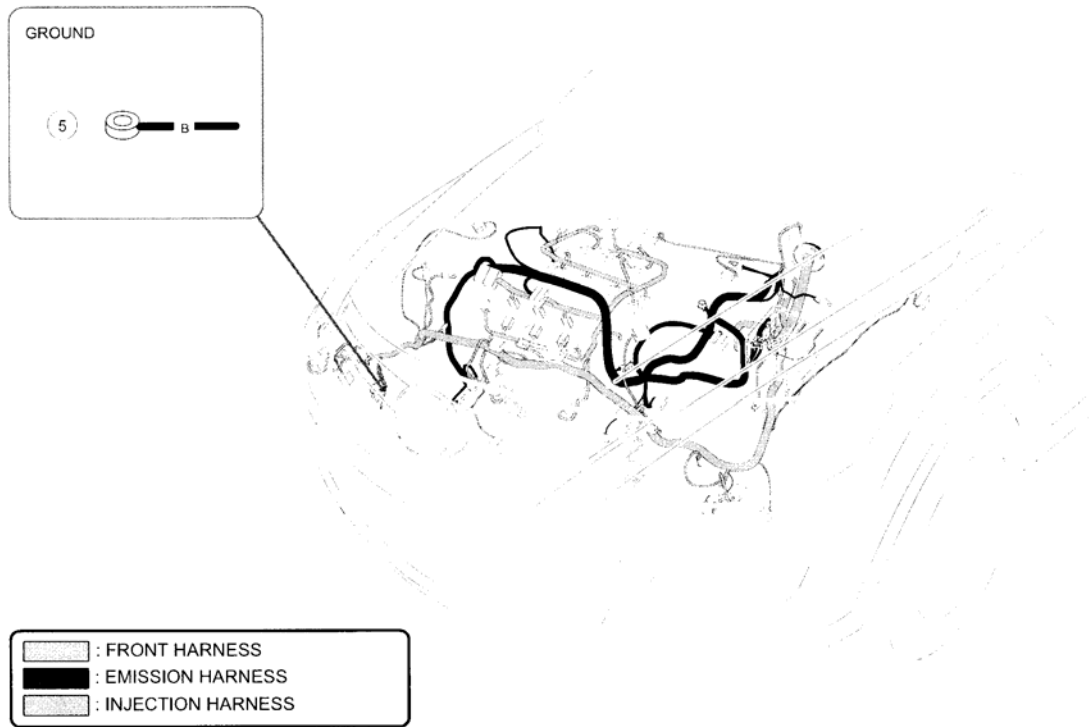 GROUND
5
B
: FRONT HARNESS
: EMISSION HARNESS
: INJECTION HARNESS